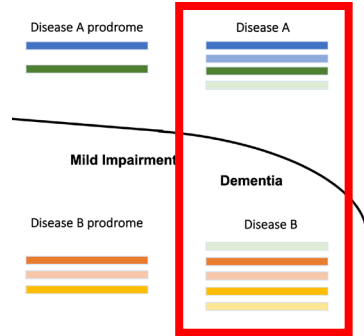 Disease A prodrome
Disease A
Mild Impairment
Dementia
Disease B prodrome
Disease B